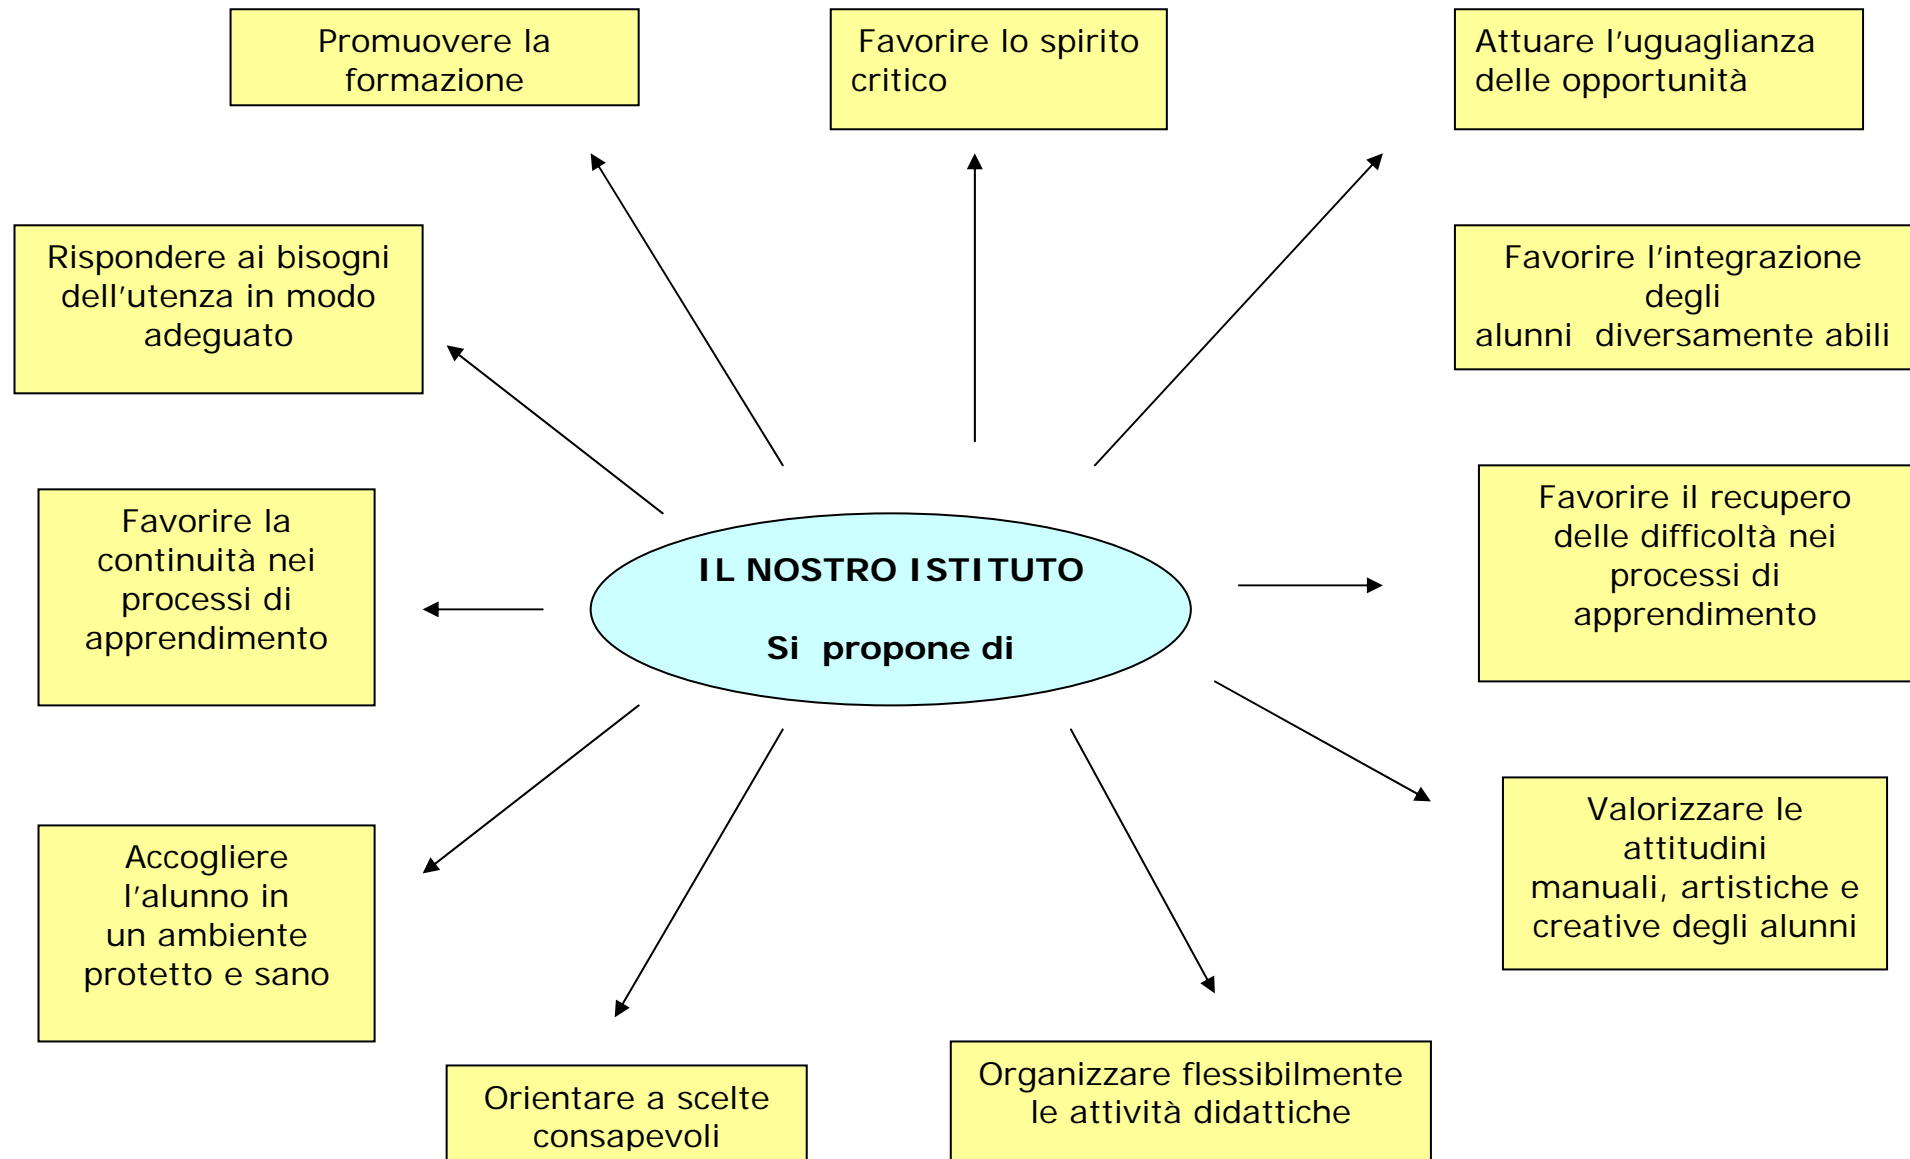 Promuovere la
formazione
Favorire lo spirito
critico
Attuare l'uguaglianza
delle opportunità
Rispondere ai bisogni
dell'utenza in modo
adeguato
Favorire l'integrazione
degli
alunni diversamente abili
Favorire la
continuità nei
processi di
apprendimento
IL NOSTRO ISTITUTO
Si propone di
Favorire il recupero
delle difficoltà nei
processi di
apprendimento
Accogliere
l'alunno in
un ambiente
protetto e sano
Valorizzare le
attitudini
manuali, artistiche e
creative degli alunni
Orientare a scelte
consapevoli
Organizzare flessibilmente
le attività didattiche